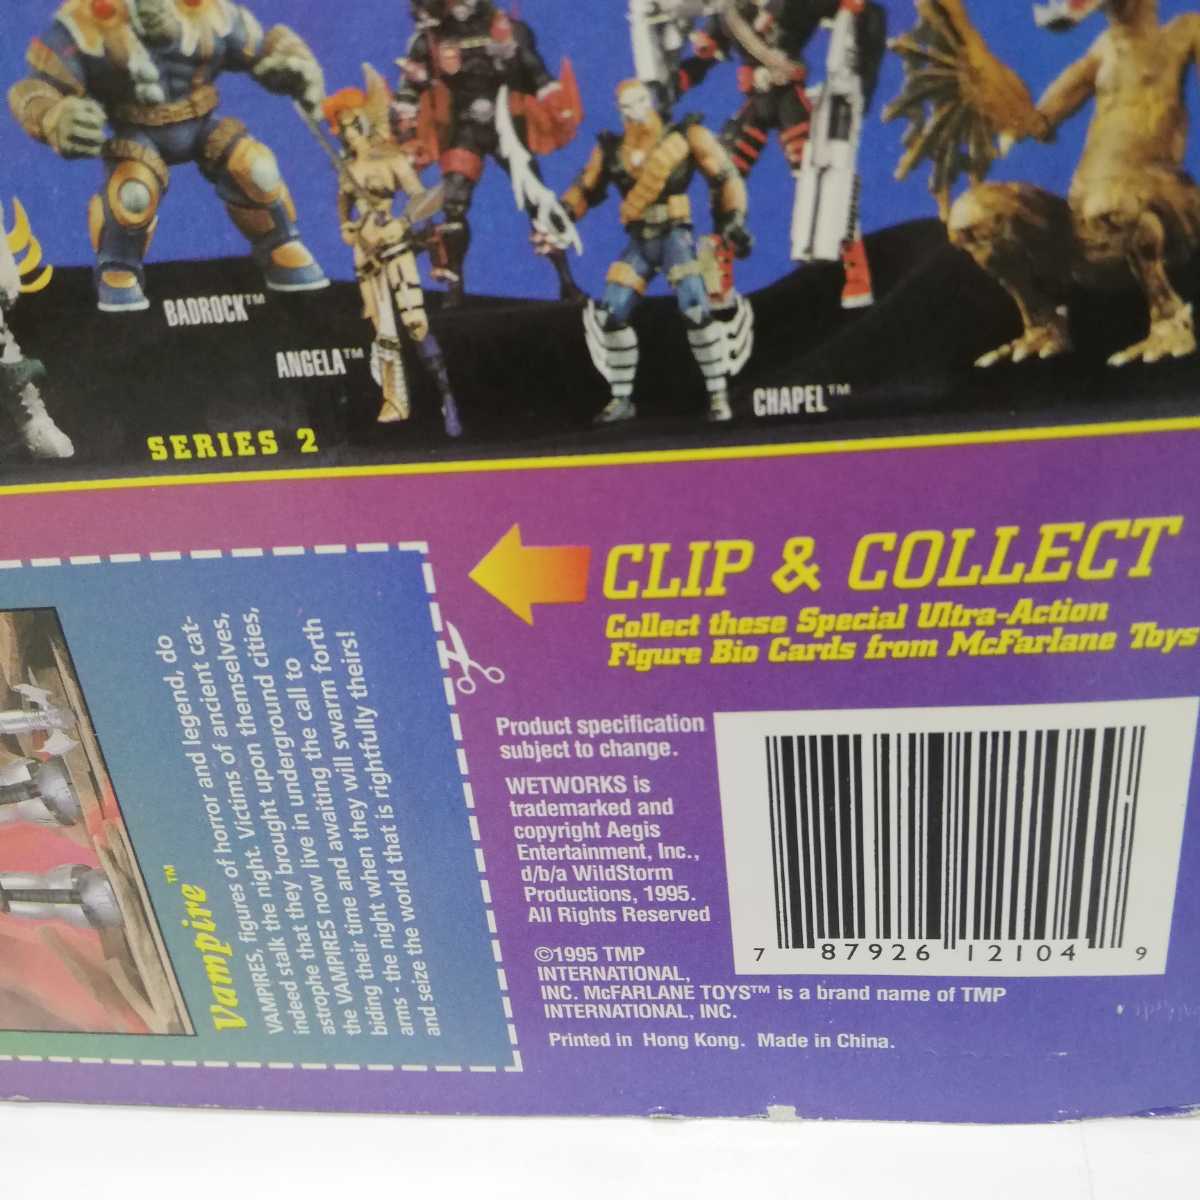 BADROCK™
ANGELA™
CHAPEL™
SERIES 2
CLIP & COLLECT
Collect these Special Ultra-Action
Figure Bio Cards from McFarlane Toys
Vampire™
VAMPIRES, figures of horror and legend, do
indeed stalk the night. Victims of ancient cat-
astrophe that they brought upon themselves,
the VAMPIRES now live in underground cities,
biding their time and awaiting the call to
arms - the night when they will swarm forth
and seize the world that is rightfully theirs!
Product specification
subject to change.
WETWORKS is
trademarked and
copyright Aegis
Entertainment, Inc.,
d/b/a WildStorm
Productions, 1995.
All Rights Reserved
©1995 TMP
INTERNATIONAL,
INC. McFARLANE TOYS™ is a brand name of TMP
INTERNATIONAL, INC.
Printed in Hong Kong. Made in China.
7 87926 12104 9